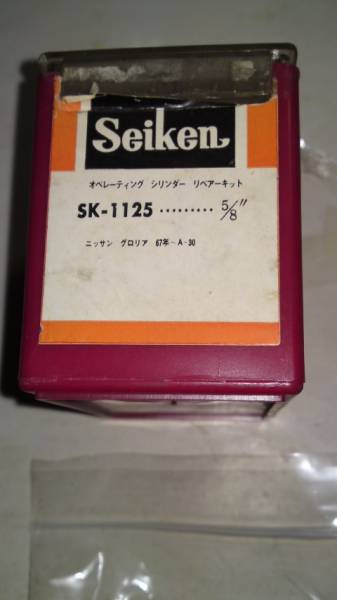 Seiken
オペレーティング シリンダー リペアーキット
SK-1125 ......... 5/8"
ニッサン グロリア 67年〜A-30